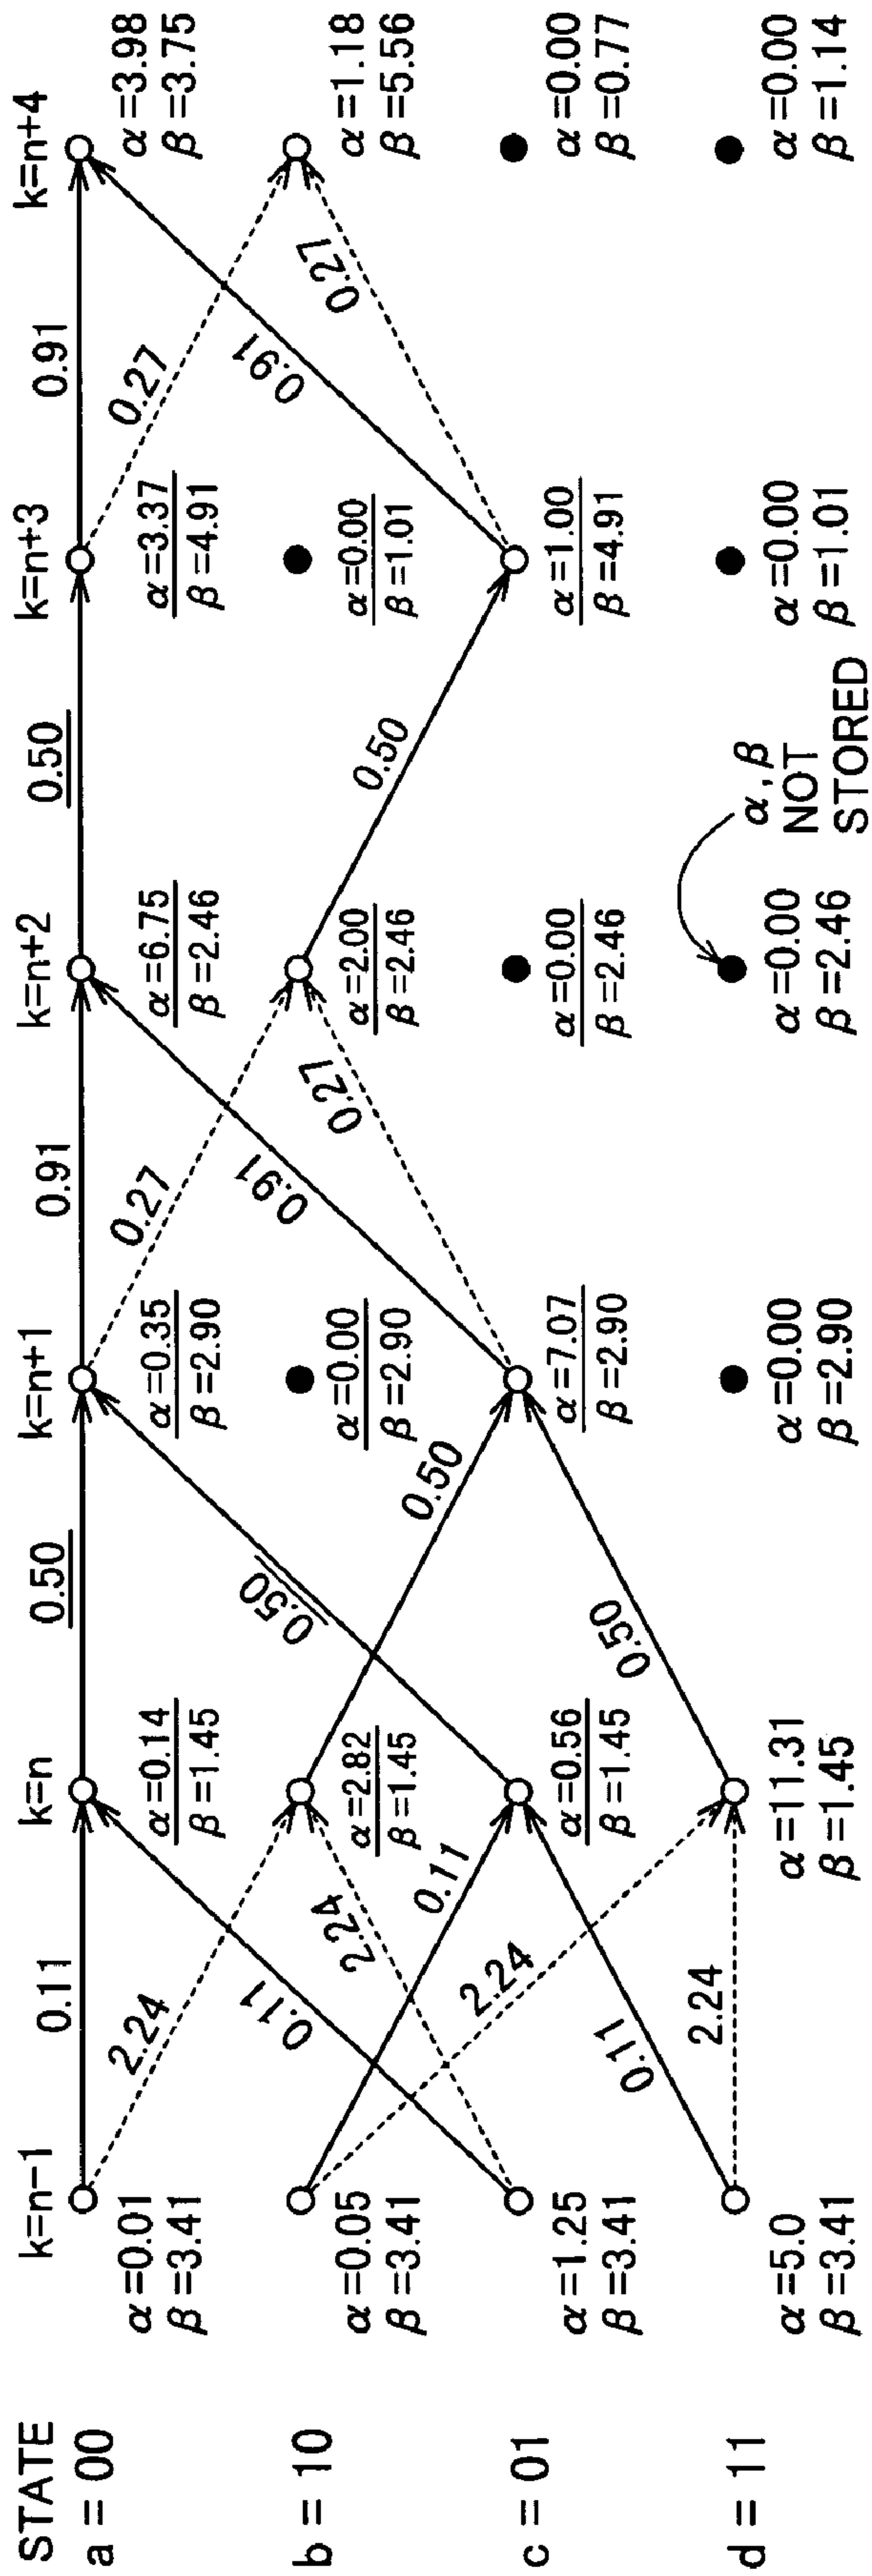 STATE
k=n−1
k=n
k=n+1
k=n+2
k=n+3
k=n+4
a = 00
0.11
0.50
0.91
0.50
0.91
α=0.01
β=3.41
α=0.14
β=1.45
α=0.35
β=2.90
α=6.75
β=2.46
α=3.37
β=4.91
α=3.98
β=3.75
2.24
0.11
0.50
0.27
0.91
0.27
0.91
b = 10
α=0.05
β=3.41
α=2.82
β=1.45
α=0.00
β=2.90
α=2.00
β=2.46
α=0.00
β=1.01
α=1.18
β=5.56
2.24
0.11
0.50
0.27
0.50
0.27
2.24
c = 01
α=1.25
β=3.41
α=0.56
β=1.45
α=7.07
β=2.90
α=0.00
β=2.46
α=1.00
β=4.91
α=0.00
β=0.77
0.11
0.50
2.24
d = 11
α=5.0
β=3.41
α=11.31
β=1.45
α=0.00
β=2.90
α=0.00
β=2.46
α=0.00
β=1.01
α=0.00
β=1.14
α, β
NOT
STORED